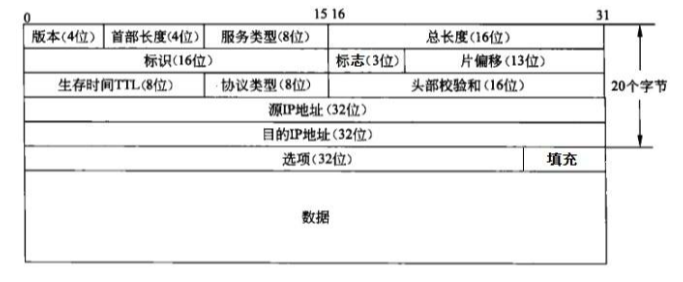 0 15 16 31
版本(4位) 首部长度(4位) 服务类型(8位) 总长度(16位)
标识(16位) 标志(3位) 片偏移(13位)
生存时间TTL(8位) 协议类型(8位) 头部校验和(16位) 20个字节
源IP地址(32位)
目的IP地址(32位)
选项(32位) 填充
数据